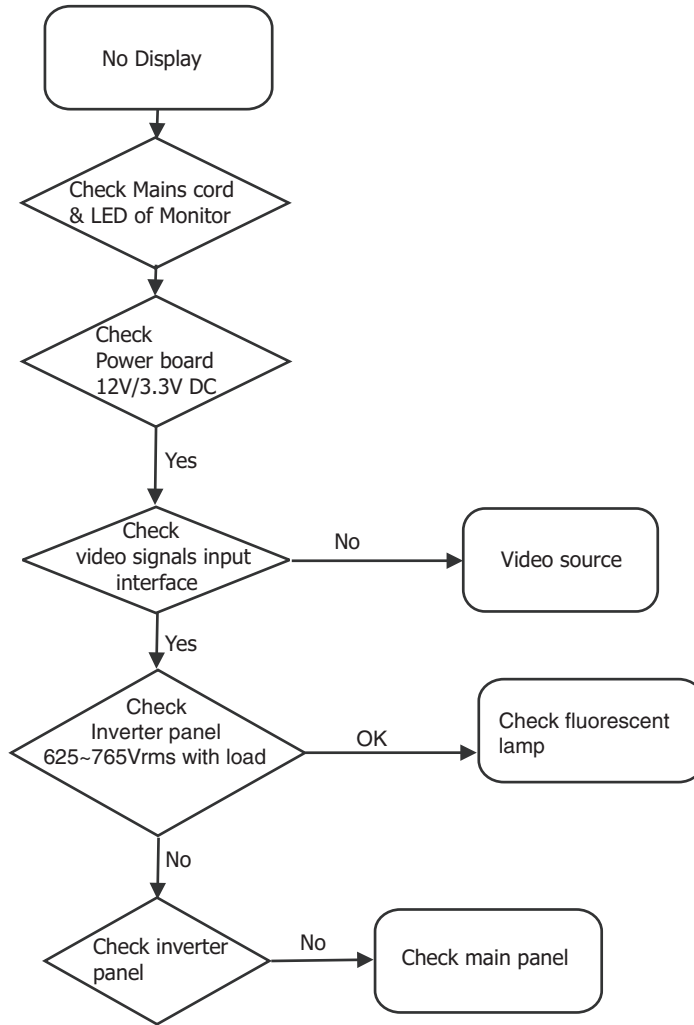 No Display
Check Mains cord
& LED of Monitor
Check
Power board
12V/3.3V DC
Yes
Check
video signals input
interface
No
Video source
Yes
Check
Inverter panel
625~765Vrms with load
OK
Check fluorescent
lamp
No
Check inverter
panel
No
Check main panel